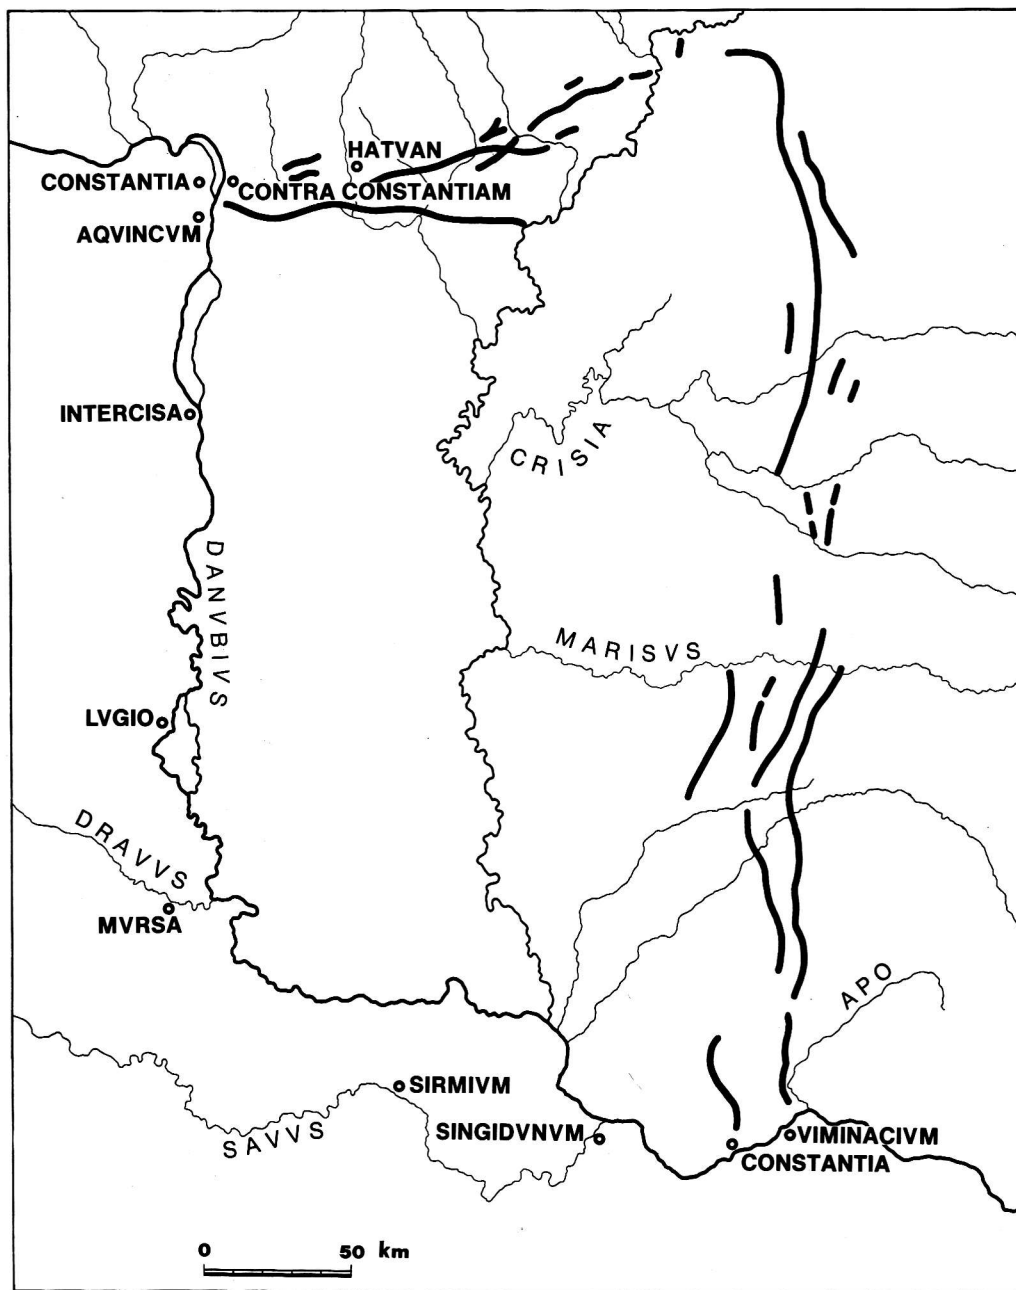 HATVAN
CONSTANTIA
CONTRA CONSTANTIAM
AQVINCVM
INTERCISA
CRISIA
DANVBIVS
MARISVS
LVGIO
DRAVVS
MVRSA
APO
SIRMIVM
SAVVS
SINGIDVNVM
VIMINACIVM
CONSTANTIA
0 50 km